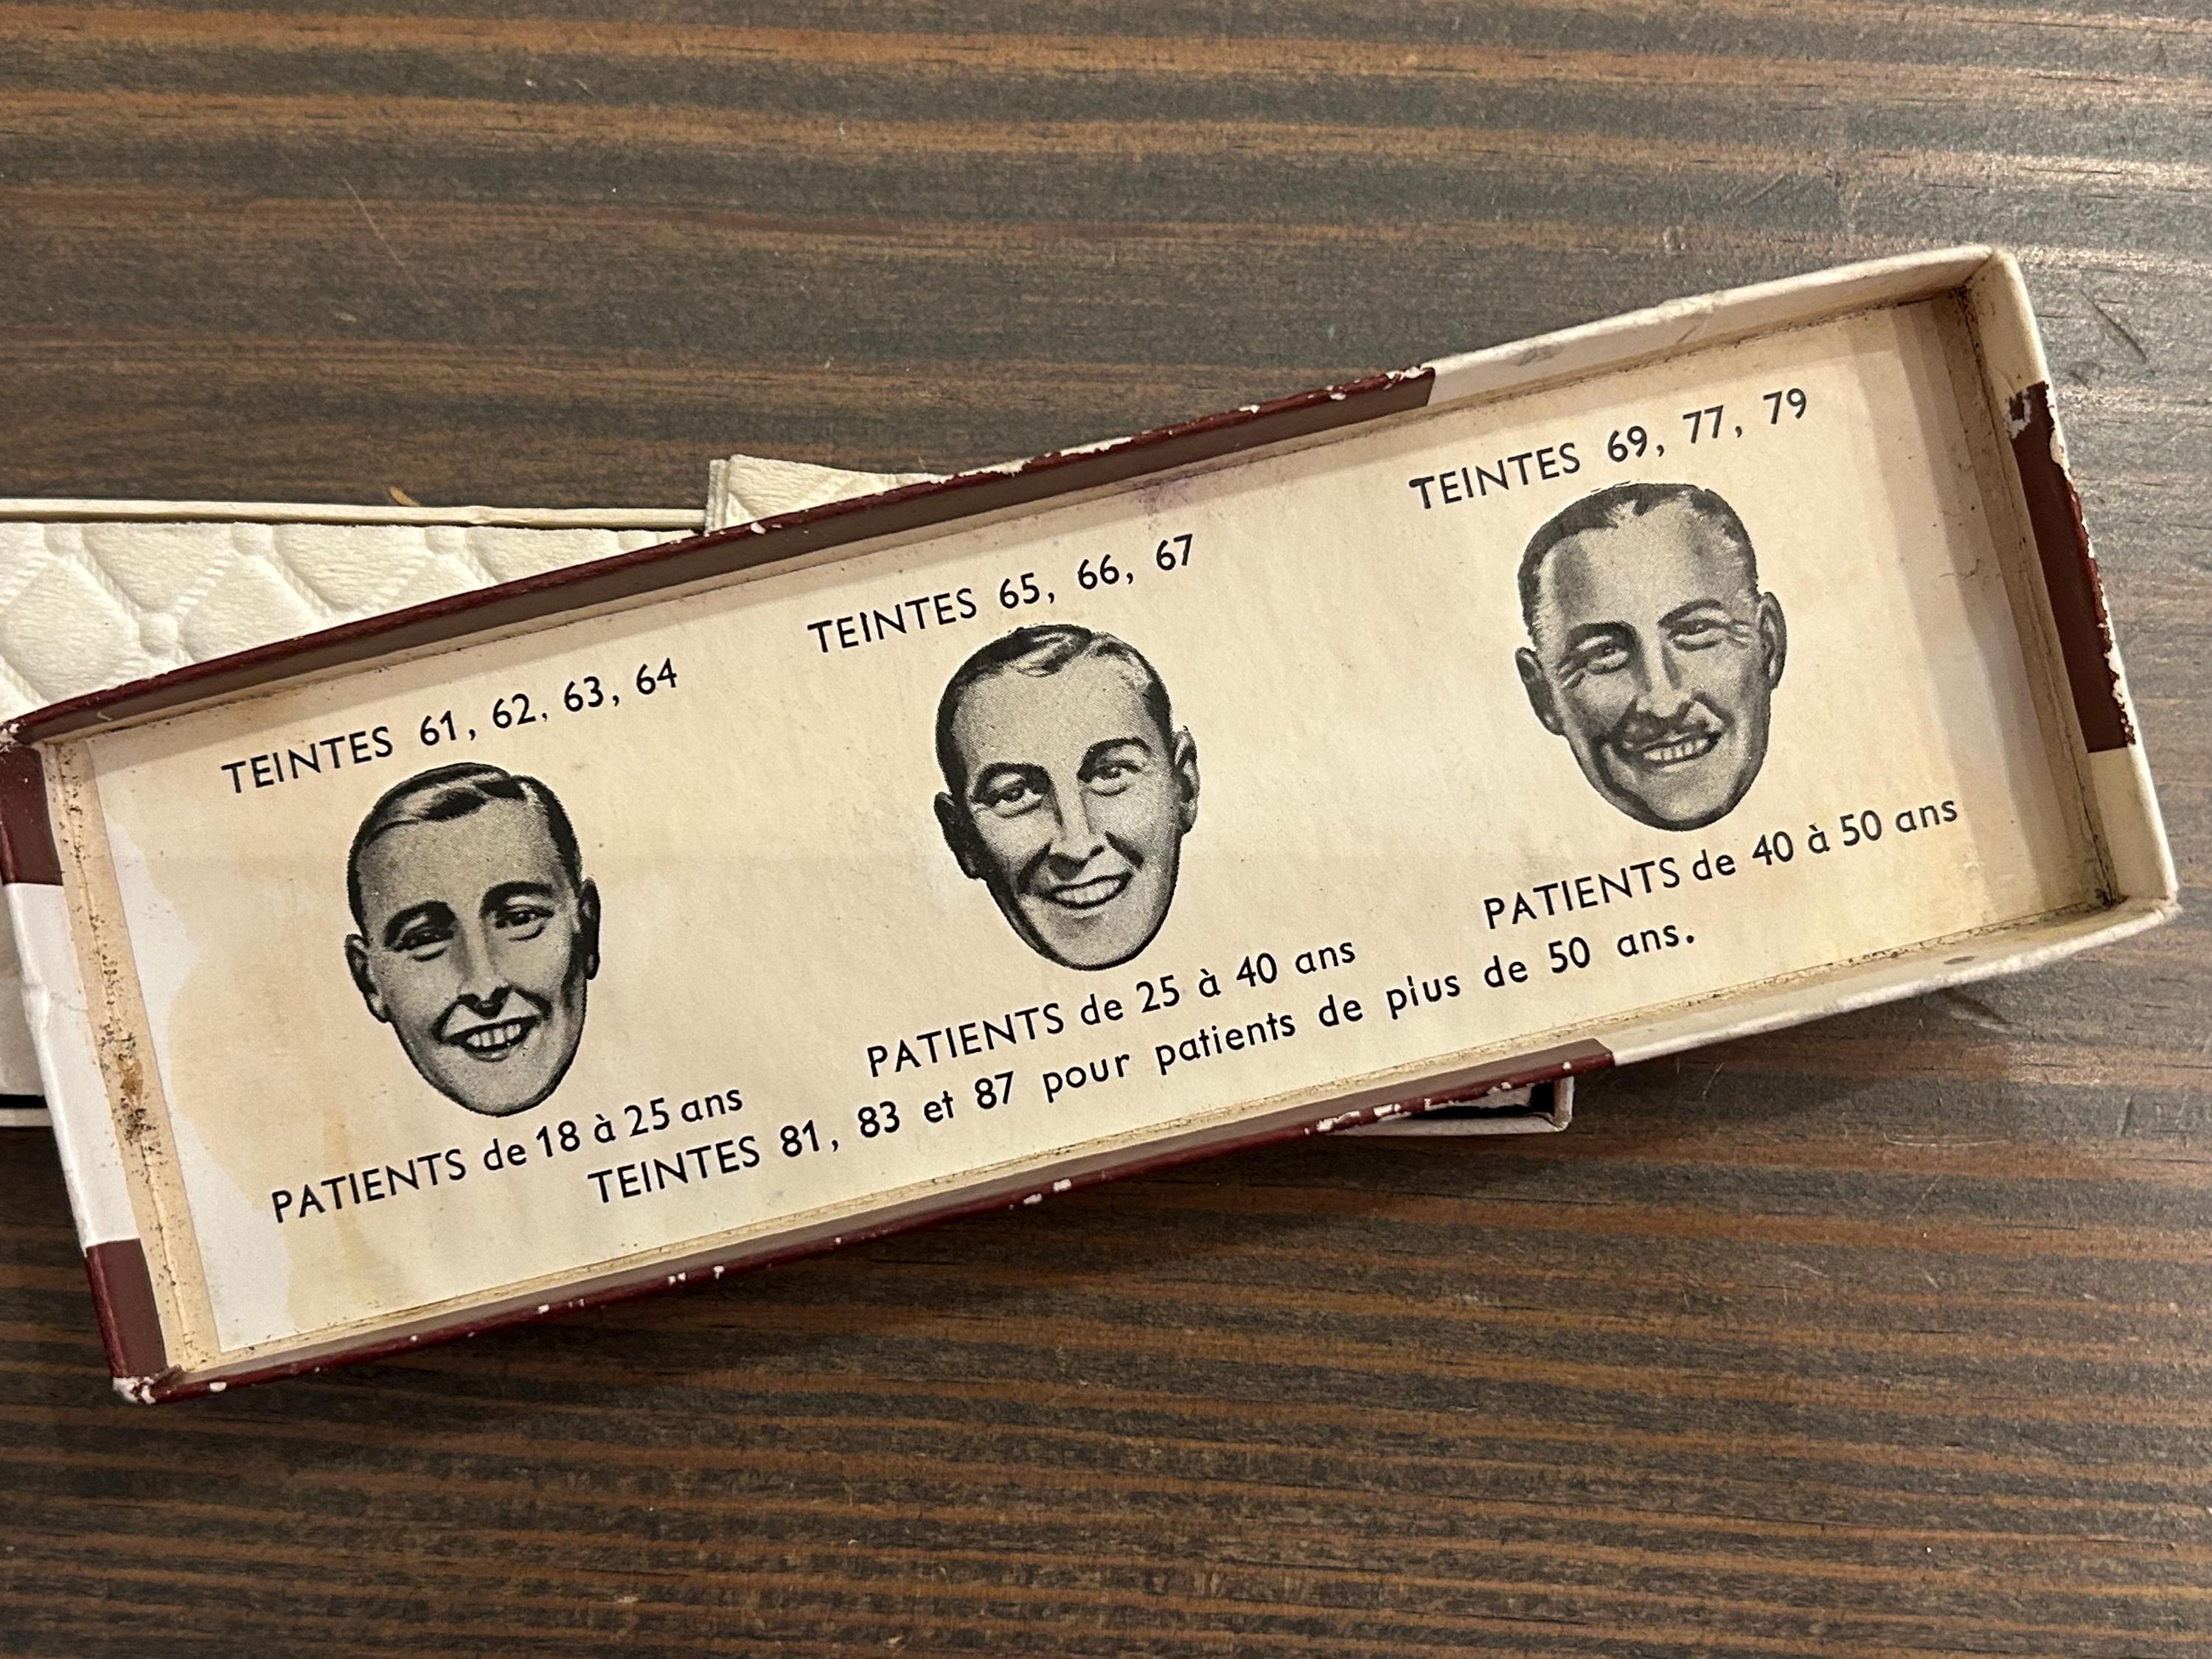 TEINTES 61, 62. 63, 64
PATIENTS de 18 à 25 ans
TEINTES 65, 66, 67
PATIENTS de 25 à 40 ans
TEINTES 69, 77, 79
PATIENTS de 40 à 50 ans
TEINTES 81, 83 et 87 pour patients de plus de 50 ans.